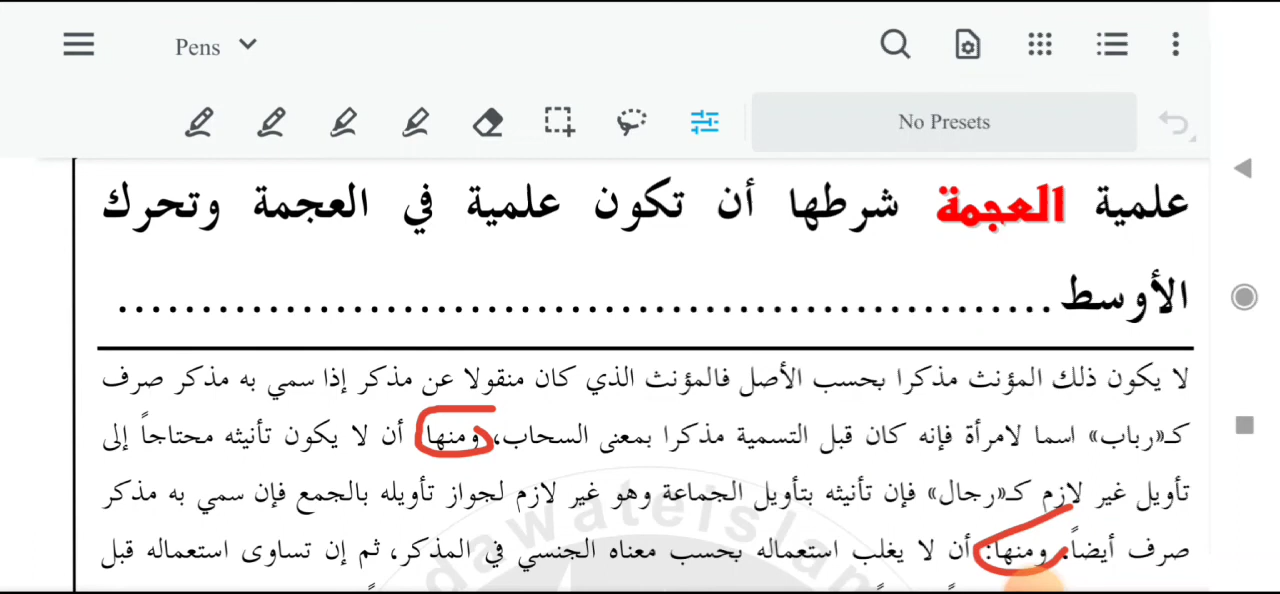 Pens
No Presets
علمية العجمة شرطها أن تكون علمية في العجمة وتحرك
الأوسط.................................................
لا يكون ذلك المؤنث مذكرا بحسب الأصل فالمؤنث الذي كان منقولا عن مذكر إذا سمي به مذكر صرف
كـ«رباب» اسما لامرأة فإنه كان قبل التسمية مذكرا بمعنى السحاب، ومنها: أن لا يكون تأنيثه محتاجاً إلى
تأويل غير لازم كـ«رجال» فإن تأنيثه بتأويل الجماعة وهو غير لازم لجواز تأويله بالجمع فإن سمي به مذكر
صرف أيضاً، ومنها: أن لا يغلب استعماله بحسب معناه الجنسي في المذكر، ثم إن تساوى استعماله قبل
dawateislam